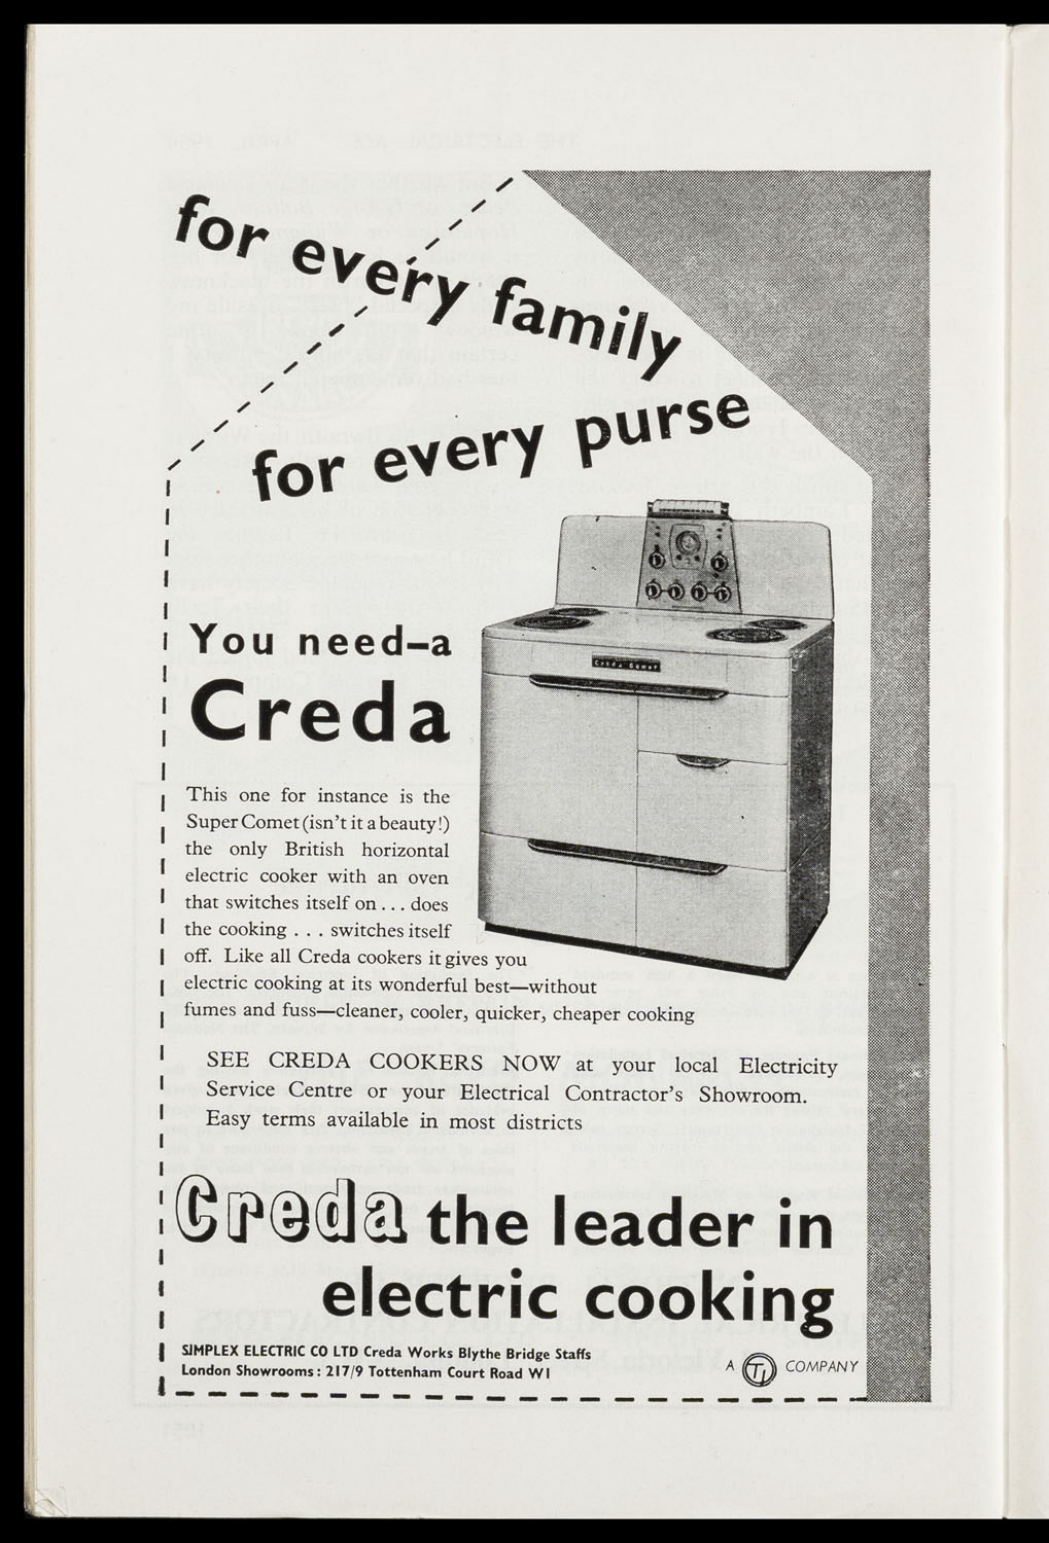 for every family
for every purse
You need–a
Creda
This one for instance is the
Super Comet (isn't it a beauty!)
the only British horizontal
electric cooker with an oven
that switches itself on . . . does
the cooking . . . switches itself
off. Like all Creda cookers it gives you
electric cooking at its wonderful best—without
fumes and fuss—cleaner, cooler, quicker, cheaper cooking
SEE CREDA COOKERS NOW at your local Electricity
Service Centre or your Electrical Contractor's Showroom.
Easy terms available in most districts
Creda the leader in
electric cooking
SIMPLEX ELECTRIC CO LTD Creda Works Blythe Bridge Staffs
London Showrooms: 217/9 Tottenham Court Road W1
A TI COMPANY